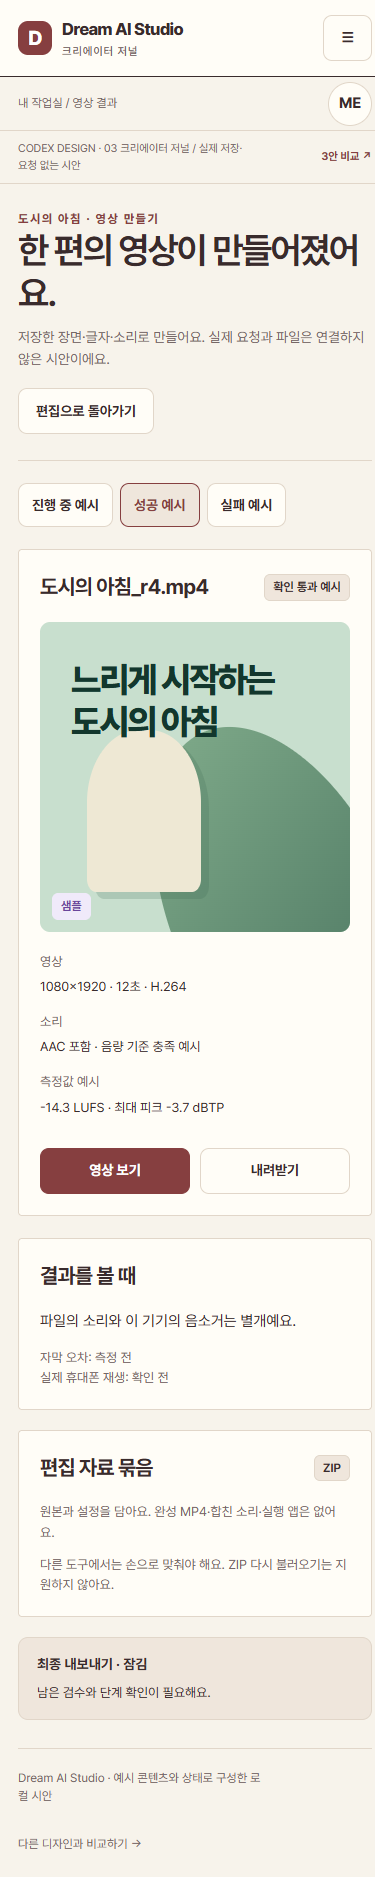 D
Dream AI Studio
크리에이터 저널
☰
내 작업실 / 영상 결과
ME
CODEX DESIGN · 03 크리에이터 저널 / 실제 저장·
요청 없는 시안
3안 비교 ↗
도시의 아침 · 영상 만들기
한 편의 영상이 만들어졌어
요.
저장한 장면·글자·소리로 만들어요. 실제 요청과 파일은 연결하지
않은 시안이에요.
편집으로 돌아가기
진행 중 예시
성공 예시
실패 예시
도시의 아침_r4.mp4
확인 통과 예시
느리게 시작하는
도시의 아침
샘플
영상
1080×1920 · 12초 · H.264
소리
AAC 포함 · 음량 기준 충족 예시
측정값 예시
-14.3 LUFS · 최대 피크 -3.7 dBTP
영상 보기
내려받기
결과를 볼 때
파일의 소리와 이 기기의 음소거는 별개예요.
자막 오차: 측정 전
실제 휴대폰 재생: 확인 전
편집 자료 묶음
ZIP
원본과 설정을 담아요. 완성 MP4·합친 소리·실행 앱은 없어
요.
다른 도구에서는 손으로 맞춰야 해요. ZIP 다시 불러오기는 지
원하지 않아요.
최종 내보내기 · 잠김
남은 검수와 단계 확인이 필요해요.
Dream AI Studio · 예시 콘텐츠와 상태로 구성한 로
컬 시안
다른 디자인과 비교하기 →